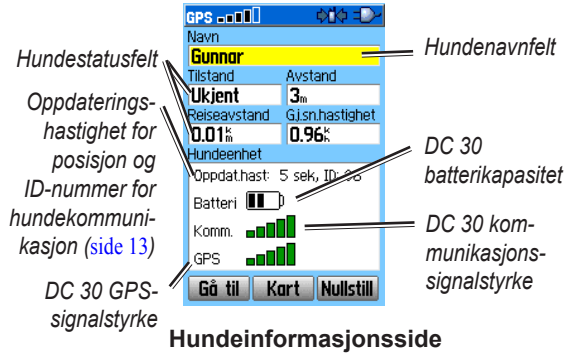 GPS
Navn
Gunnar
Tilstand Avstand
Ukjent 3m
Reiseavstand Gj.sn.hastighet
0.01km 0.96
Hundeenhet
Oppdat.hast: 5 sek, ID:
Batteri
Komm.
GPS
Gå til Kart Nullstill
Hundestatusfelt
Oppdaterings-
hastighet for
posisjon og
ID-nummer for
hundekommuni-
kasjon (side 13)
DC 30 GPS-
signalstyrke
Hundenavnfelt
DC 30
batterikapasitet
DC 30 kom-
munikasjons-
signalstyrke
Hundeinformasjonsside